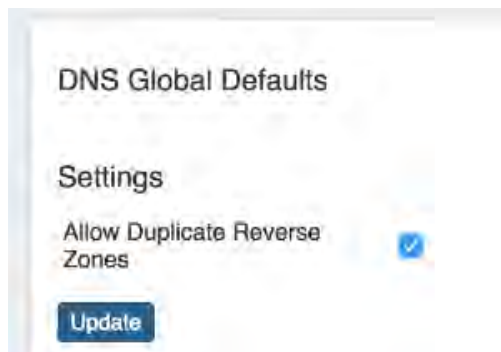 DNS Global Defaults
Settings
Allow Duplicate Reverse
Zones
Update